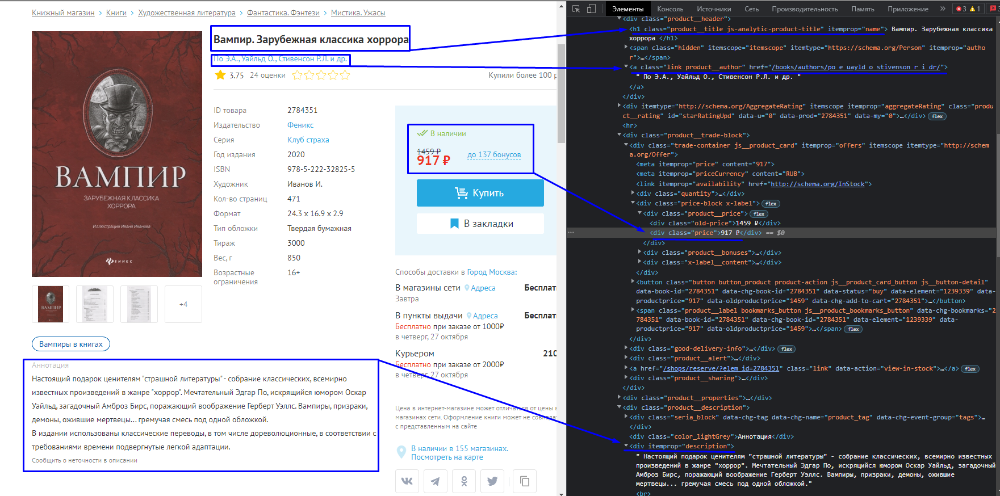 Книжный магазин > Книги > Художественная литература > Фантастика. Фэнтези > Мистика. Ужасы
ВАМПИР
ЗАРУБЕЖНАЯ КЛАССИКА
ХОРРОРА
Иллюстрации Ивана Иванова
ФЕНИКС
+4
Вампиры в книгах
Вампир. Зарубежная классика хоррора
По Э.А., Уайльд О., Стивенсон Р.Л. и др.
3.75 24 оценки
Купили более 100 р
ID товара 2784351
Издательство Феникс
Серия Клуб страха
Год издания 2020
ISBN 978-5-222-32825-5
Художник Иванов И.
Кол-во страниц 471
Формат 24.3 x 16.9 x 2.9
Тип обложки Твердая бумажная
Тираж 3000
Вес, г 850
Возрастные 16+
ограничения
В наличии
1459 ₽
917 ₽ до 137 бонусов
Купить
В закладки
Способы доставки в Город Москва:
В магазины сети Адреса Бесплат
Завтра
В пункты выдачи Адреса Бесплат
Бесплатно при заказе от 1000₽
в четверг, 27 октября
Курьером 210
Бесплатно при заказе от 2000₽
в четверг, 27 октября
Цена в интернет-магазине может отличаться от цены в
магазинах сети. Оформление книги может не совпадат
с представленным на сайте
В наличии в 155 магазинах.
Посмотреть на карте
Аннотация
Настоящий подарок ценителям "страшной литературы" - собрание классических, всемирно
известных произведений в жанре "хоррор". Мечтательный Эдгар По, искрящийся юмором Оскар
Уайльд, загадочный Амброз Бирс, поражающий воображение Герберт Уэллс. Вампиры, призраки,
демоны, ожившие мертвецы... гремучая смесь под одной обложкой.
В издании использованы классические переводы, в том числе дореволюционные, в соответствии с
требованиями времени подвергнутые легкой адаптации.
Сообщить о неточности в описании
Элементы Консоль Источники Сеть Производительность Память Приложение » 3 1 3
<div class="product__header">
<h1 class="product__title js-analytic-product-title" itemprop="name"> Вампир. Зарубежная классика
хоррора </h1>
<span class="hidden" itemscope="itemscope" itemtype="https://schema.org/Person" itemprop="autho
r">…</span>
<a class="link product__author" href="/books/authors/po_e_uayld_o_stivenson_r_i_dr/">
" По Э.А., Уайльд О., Стивенсон Р.Л. и др. "
</a>
</div>
<div itemtype="http://schema.org/AggregateRating" itemscope itemprop="aggregateRating" class="produ
ct__rating" id="starRatingUpd" data-u="0" data-prod="2784351" data-my="0">…</div> flex
<hr>
<div class="product__trade-block">
<div class="trade-container js__product_card" itemprop="offers" itemscope itemtype="http://schem
a.org/Offer">
<meta itemprop="price" content="917">
<meta itemprop="priceCurrency" content="RUB">
<link itemprop="availability" href="http://schema.org/InStock">
<div class="quantity">…</div>
<div class="price-block x-label"> flex
<div class="product__price"> flex
<div class="old-price">1459 ₽</div>
<div class="price">917 ₽</div> == $0
</div>
<div class="product__bonuses">…</div>
<div class="x-label__content">…</div>
</div>
<button class="button button_product product-action js__product_card_button js__button-detail"
data-book-id="2784351" data-chg-book-id="2784351" data-status="buy" data-element="1239339" data-
productprice="917" data-oldproductprice="1459" data-chg-add-to-cart="2784351">…</button>
<span class="product__label bookmarks_button js__product_bookmarks_button" data-chg-bookmarks="2
784351" data-book-id="2784351" data-chg-book-id="2784351" data-element="1239339" data-
productprice="917" data-oldproductprice="1459">…</span> flex
</div>
<div class="good-delivery-info">…</div> flex
<div class="product__alert">…</div>
<a href="/shops/reserve/?elem_id=2784351" class="link" data-action="view-in-stock">…</a> flex
<div class="product__sharing">…</div>
</div>
<div class="product__properties">…</div>
<div class="product__description">
<div class="seria_block" data-chg-tag data-chg-name="product_tag" data-chg-event-group="tags">…
</div>
<div class="color_lightGrey">Аннотация</div>
<div itemprop="description">
" Настоящий подарок ценителям "страшной литературы" - собрание классических, всемирно известных
произведений в жанре "хоррор". Мечтательный Эдгар По, искрящийся юмором Оскар Уайльд, загадочный
Амброз Бирс, поражающий воображение Герберт Уэллс. Вампиры, призраки, демоны, ожившие
мертвецы... гремучая смесь под одной обложкой."
<br>